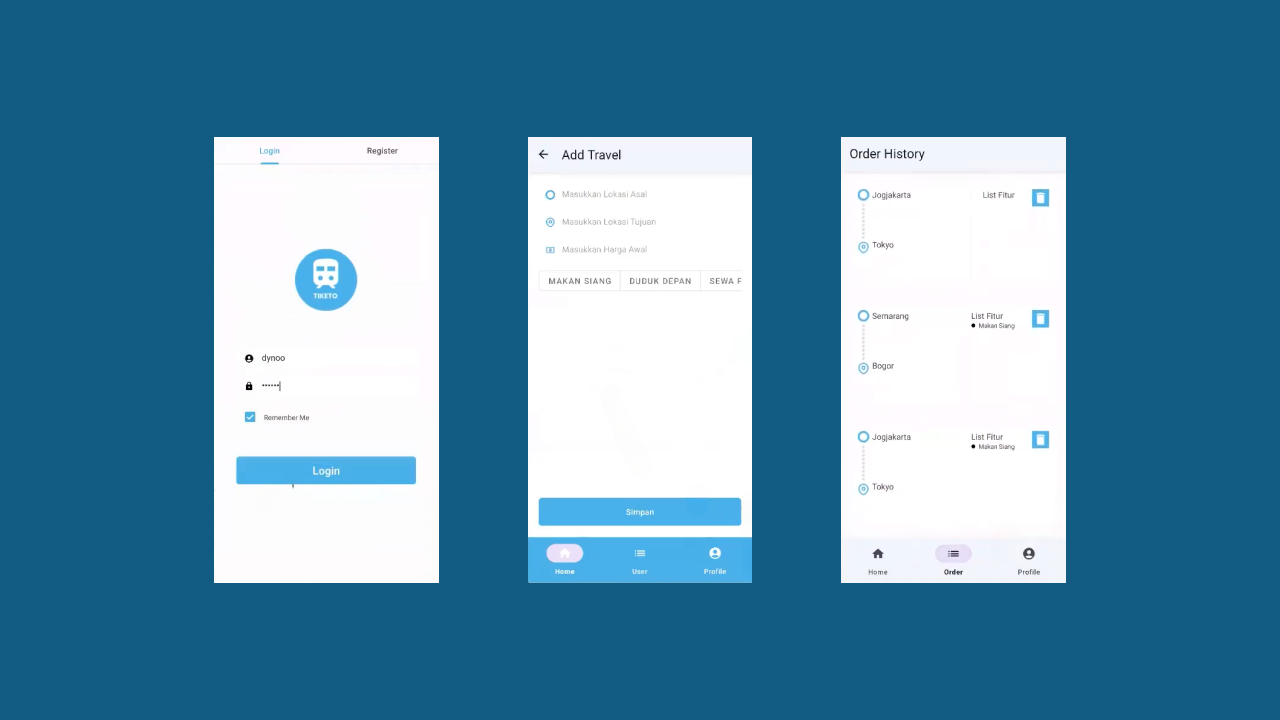 Login
Register
TIKETO
dynoo
••••••
Remember Me
Login
Add Travel
Masukkan Lokasi Asal
Masukkan Lokasi Tujuan
Masukkan Harga Awal
MAKAN SIANG
DUDUK DEPAN
SEWA F
Simpan
Home
User
Profile
Order History
Jogjakarta
List Fitur
Tokyo
Semarang
List Fitur
● Makan Siang
Bogor
Jogjakarta
List Fitur
● Makan Siang
Tokyo
Home
Order
Profile